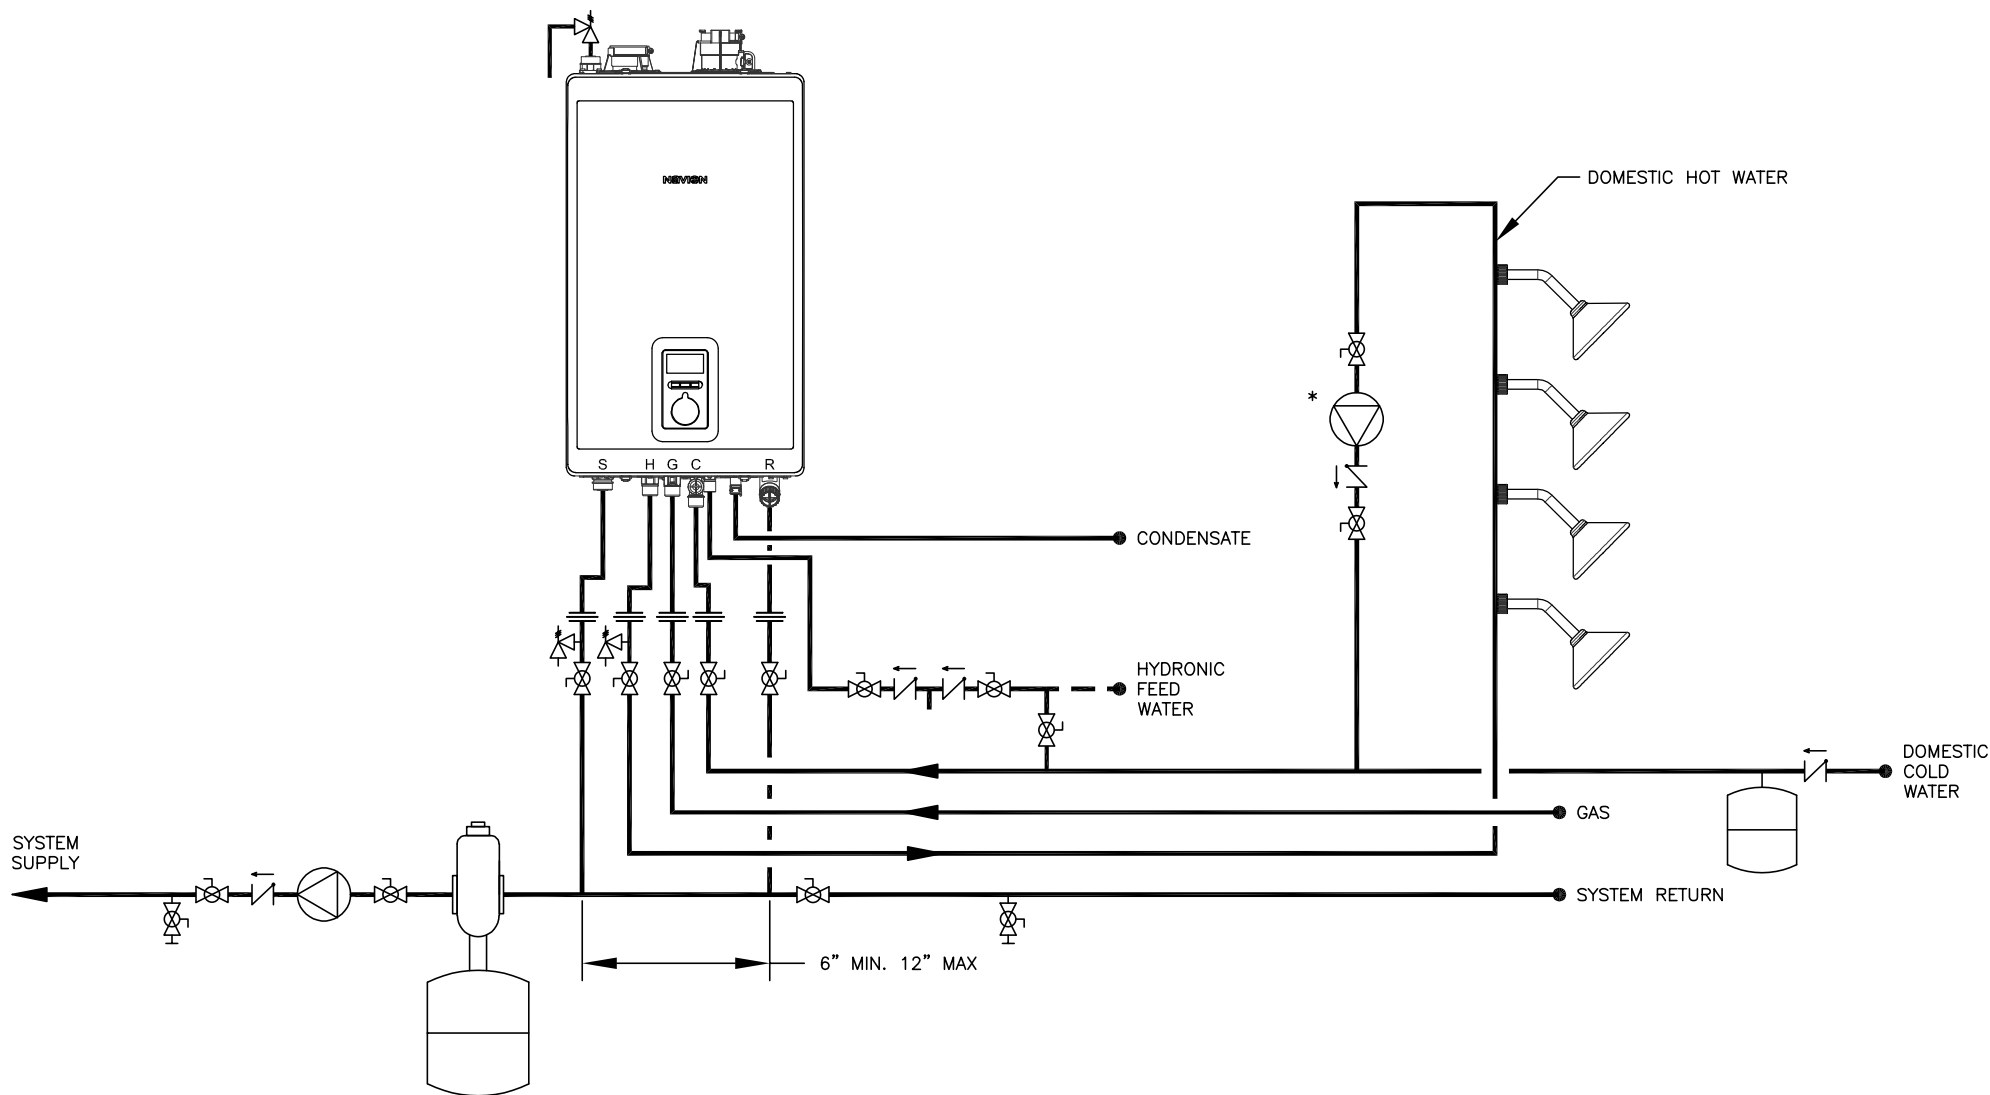 NOVION
DOMESTIC HOT WATER
*
S H G C R
CONDENSATE
HYDRONIC
FEED
WATER
DOMESTIC
COLD
WATER
GAS
SYSTEM
SUPPLY
SYSTEM RETURN
6” MIN. 12” MAX